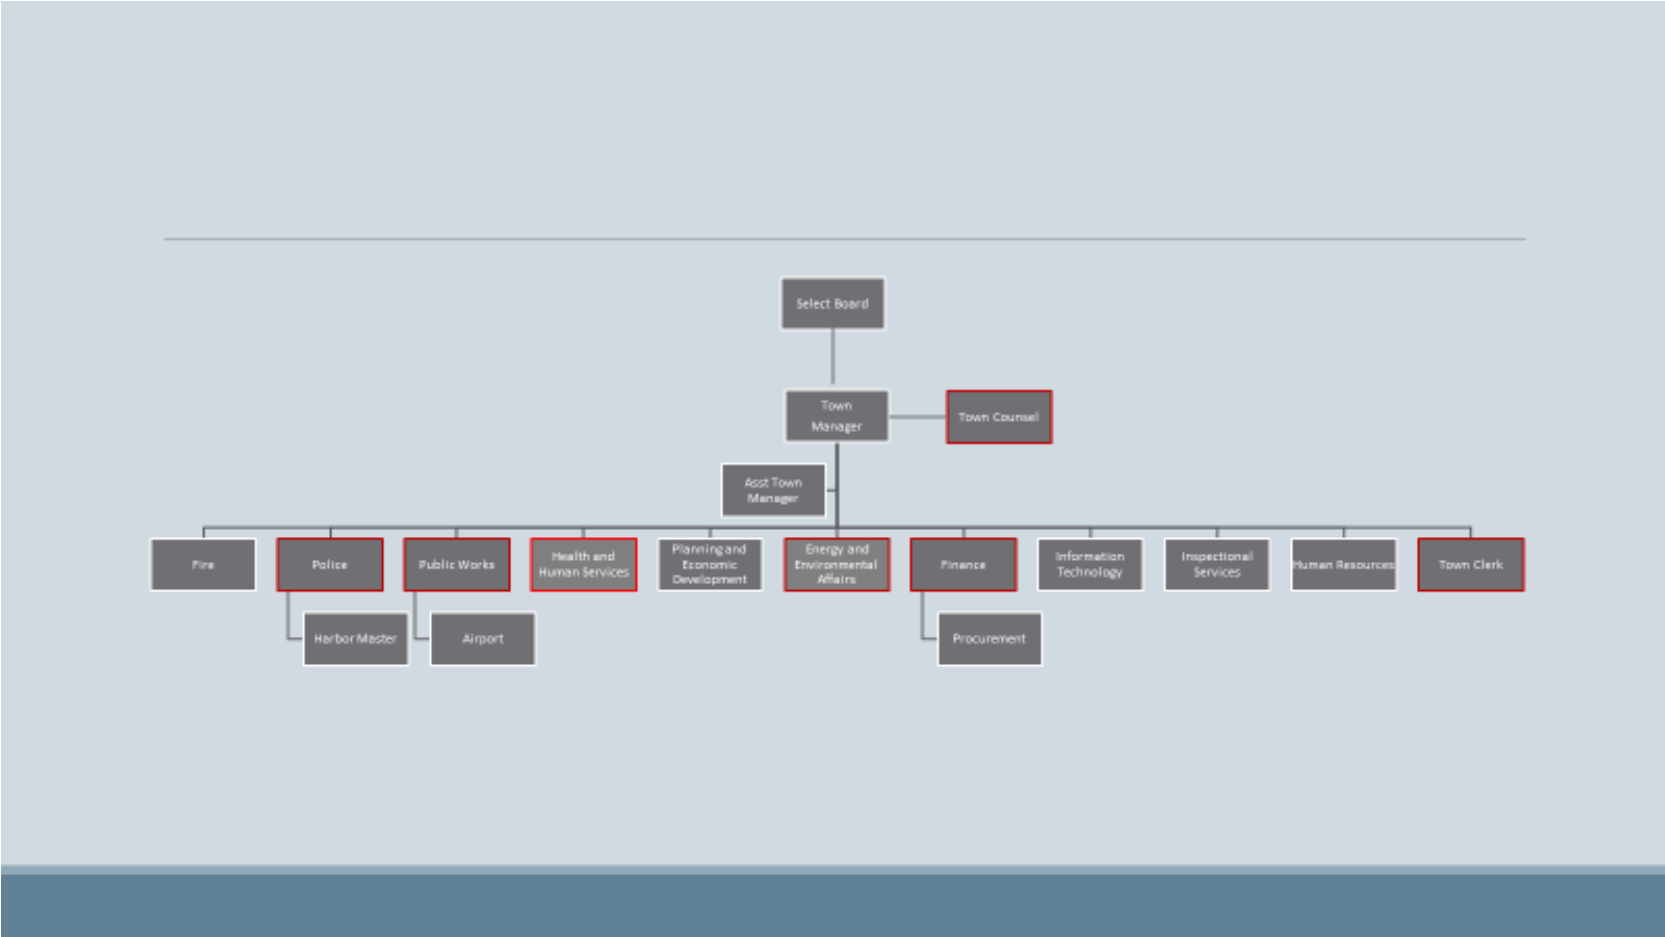 Select Board
Town
Manager
Town Counsel
Asst Town
Manager
Fire
Police
Public Works
Health and
Human Services
Planning and
Economic
Development
Energy and
Environmental
Affairs
Finance
Information
Technology
Inspectional
Services
Human Resources
Town Clerk
Harbor Master
Airport
Procurement